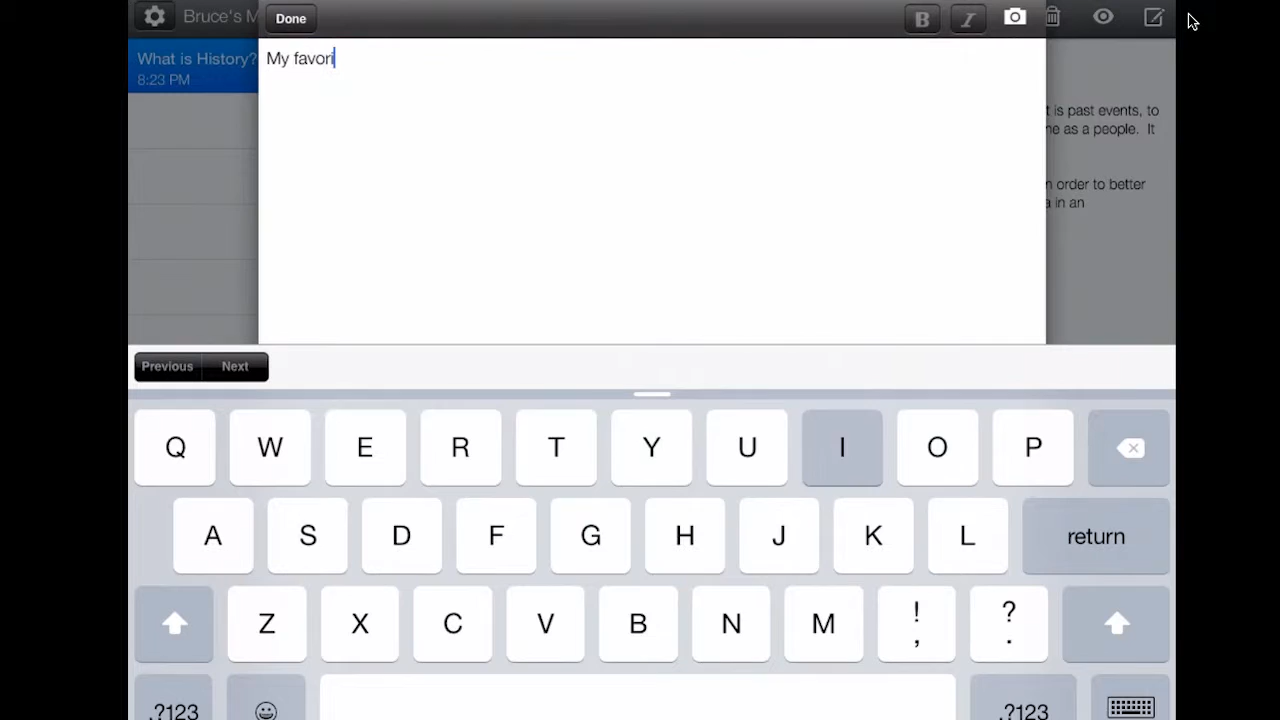 Bruce's M
Done
B I
What is History?
8:23 PM
My favori
t is past events, to
ne as a people. It
n order to better
a in an
Previous Next
Q W E R T Y U I O P
A S D F G H J K L return
Z X C V B N M ! , ? .
.?123 .?123